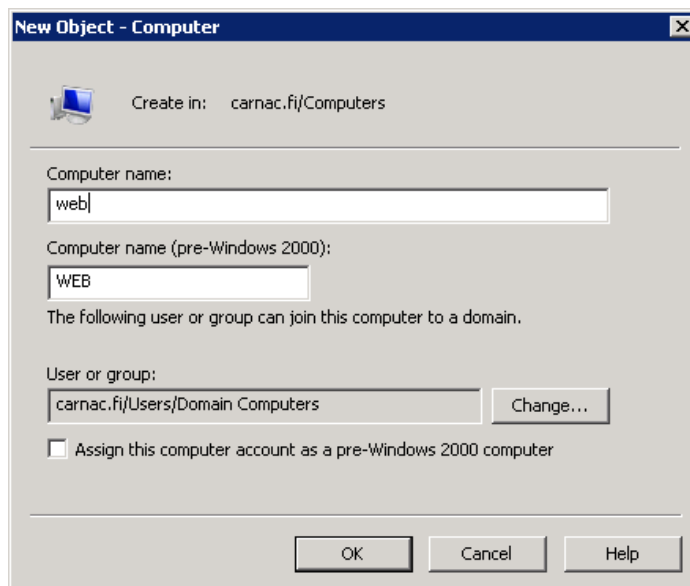 New Object - Computer
Create in: carnac.fi/Computers
Computer name:
web
Computer name (pre-Windows 2000):
WEB
The following user or group can join this computer to a domain.
User or group:
carnac.fi/Users/Domain Computers
Change...
Assign this computer account as a pre-Windows 2000 computer
OK Cancel Help